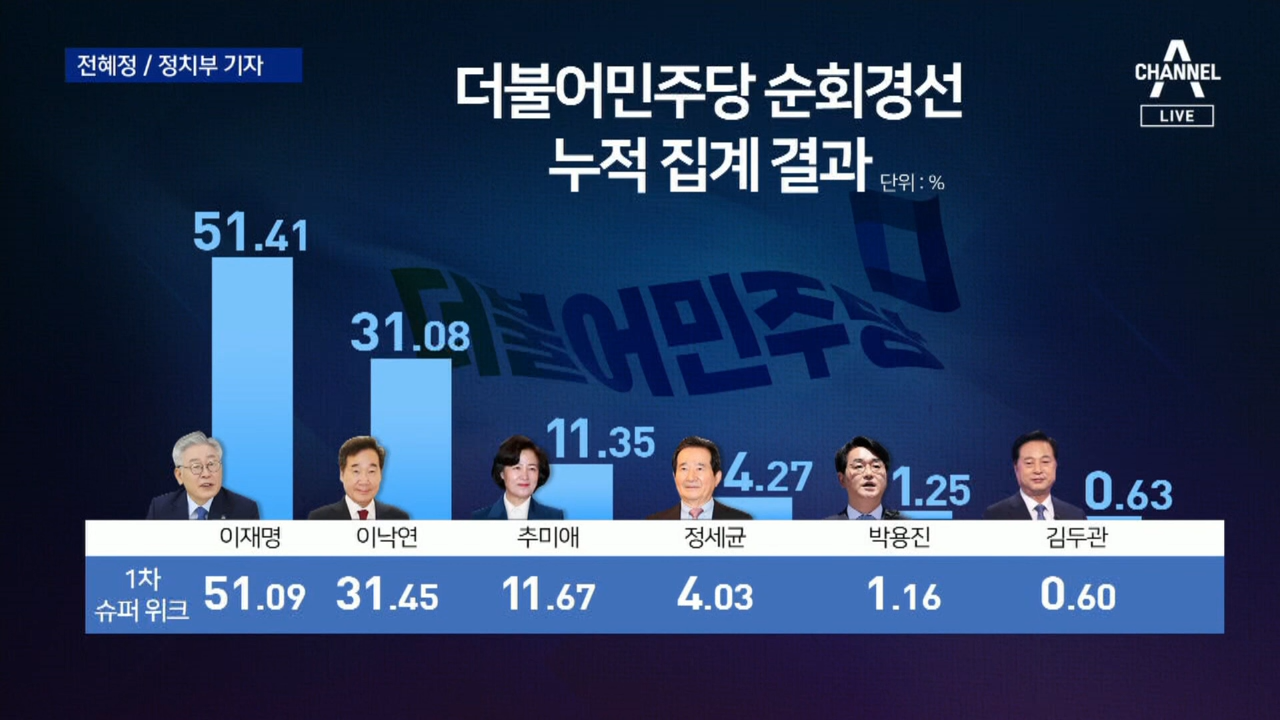 전혜정 / 정치부 기자
CHANNEL A
LIVE
더불어민주당 순회경선
누적 집계 결과 단위 : %
51.41
31.08
11.35
4.27
1.25
0.63
더불어민주당
이재명 이낙연 추미애 정세균 박용진 김두관
1차
슈퍼 위크 51.09 31.45 11.67 4.03 1.16 0.60